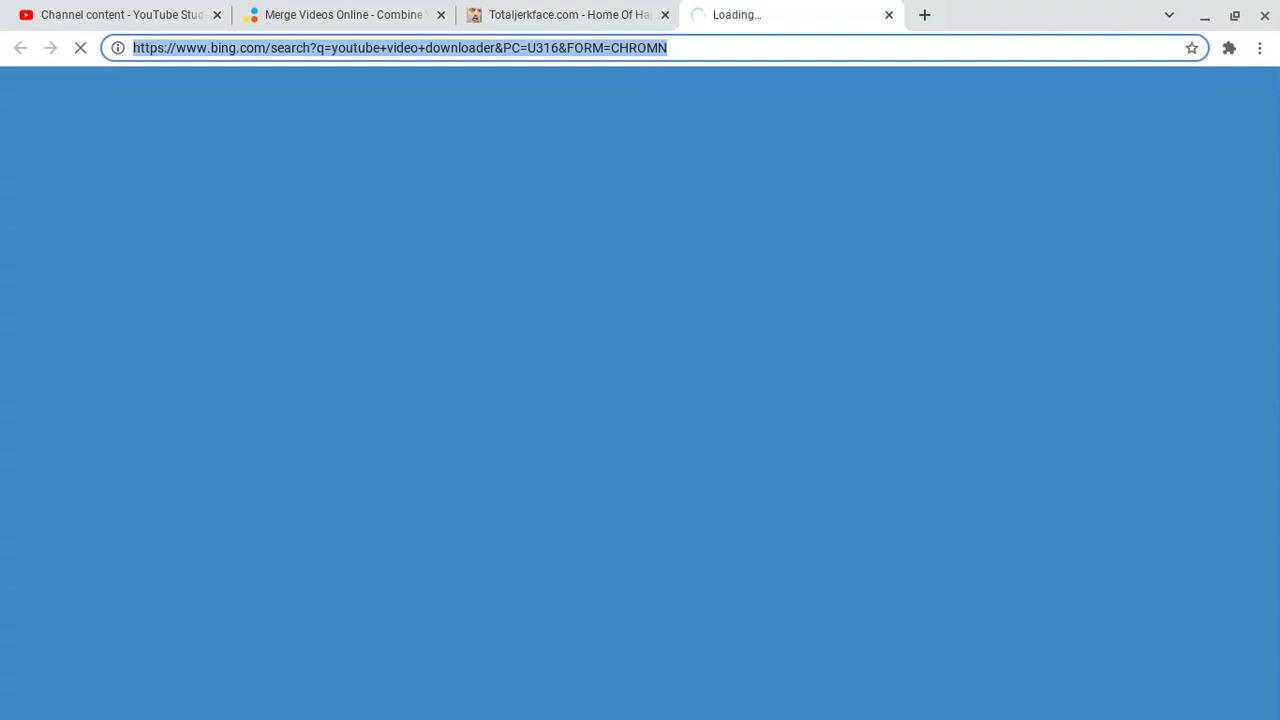 Channel content - YouTube Stud
Merge Videos Online - Combine V
Totaljerkface.com - Home Of Hap
Loading…
https://www.bing.com/search?q=youtube+video+downloader&PC=U316&FORM=CHROMN